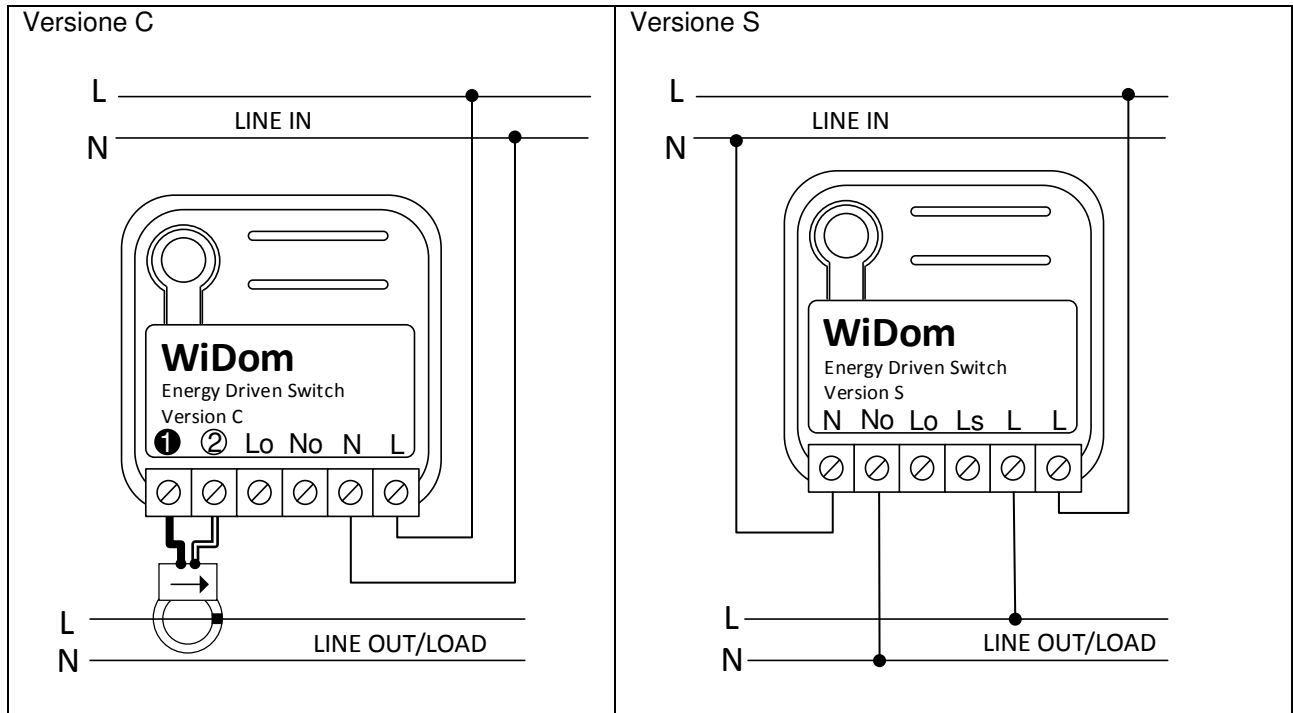 Versione C
L
LINE IN
N
WiDom
Energy Driven Switch
Version C
1 2 Lo No N L
L
LINE OUT/LOAD
N
Versione S
L
LINE IN
N
WiDom
Energy Driven Switch
Version S
N No Lo Ls L L
L
LINE OUT/LOAD
N